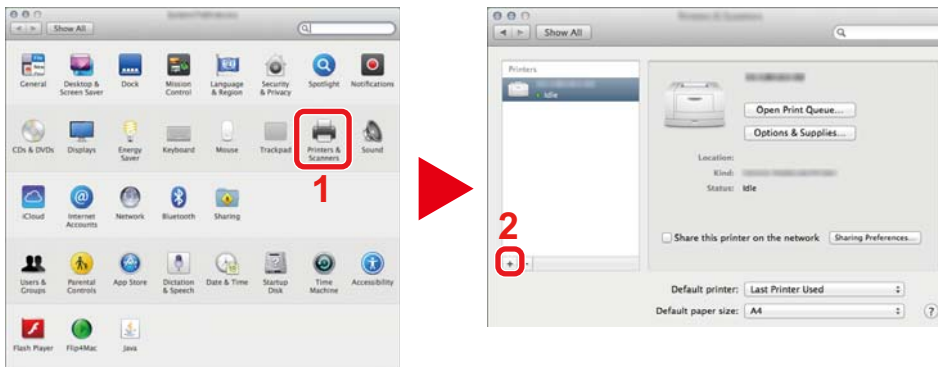 Show All
General
Desktop &
Screen Saver
Dock
Mission
Control
Language
& Region
Security
& Privacy
Spotlight
Notifications
CDs & DVDs
Displays
Energy
Saver
Keyboard
Mouse
Trackpad
Printers &
Scanners
Sound
1
iCloud
Internet
Accounts
Network
Bluetooth
Sharing
Users &
Groups
Parental
Controls
App Store
Dictation
& Speech
Date & Time
Startup
Disk
Time
Machine
Accessibility
Flash Player
Flip4Mac
Java
Show All
Printers
Idle
Open Print Queue...
Options & Supplies...
Location:
Kind:
Status: Idle
2
Share this printer on the network
Sharing Preferences...
+ -
Default printer: Last Printer Used
Default paper size: A4
?